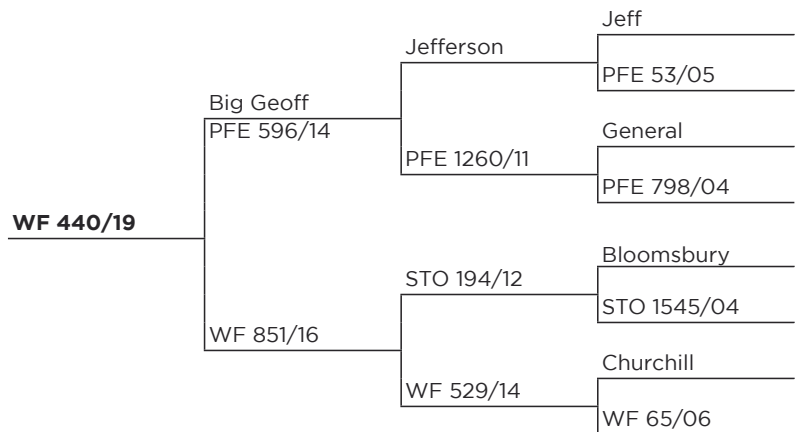 Jeff
Jefferson
PFE 53/05
Big Geoff
PFE 596/14
General
PFE 1260/11
PFE 798/04
WF 440/19
Bloomsbury
STO 194/12
STO 1545/04
WF 851/16
Churchill
WF 529/14
WF 65/06